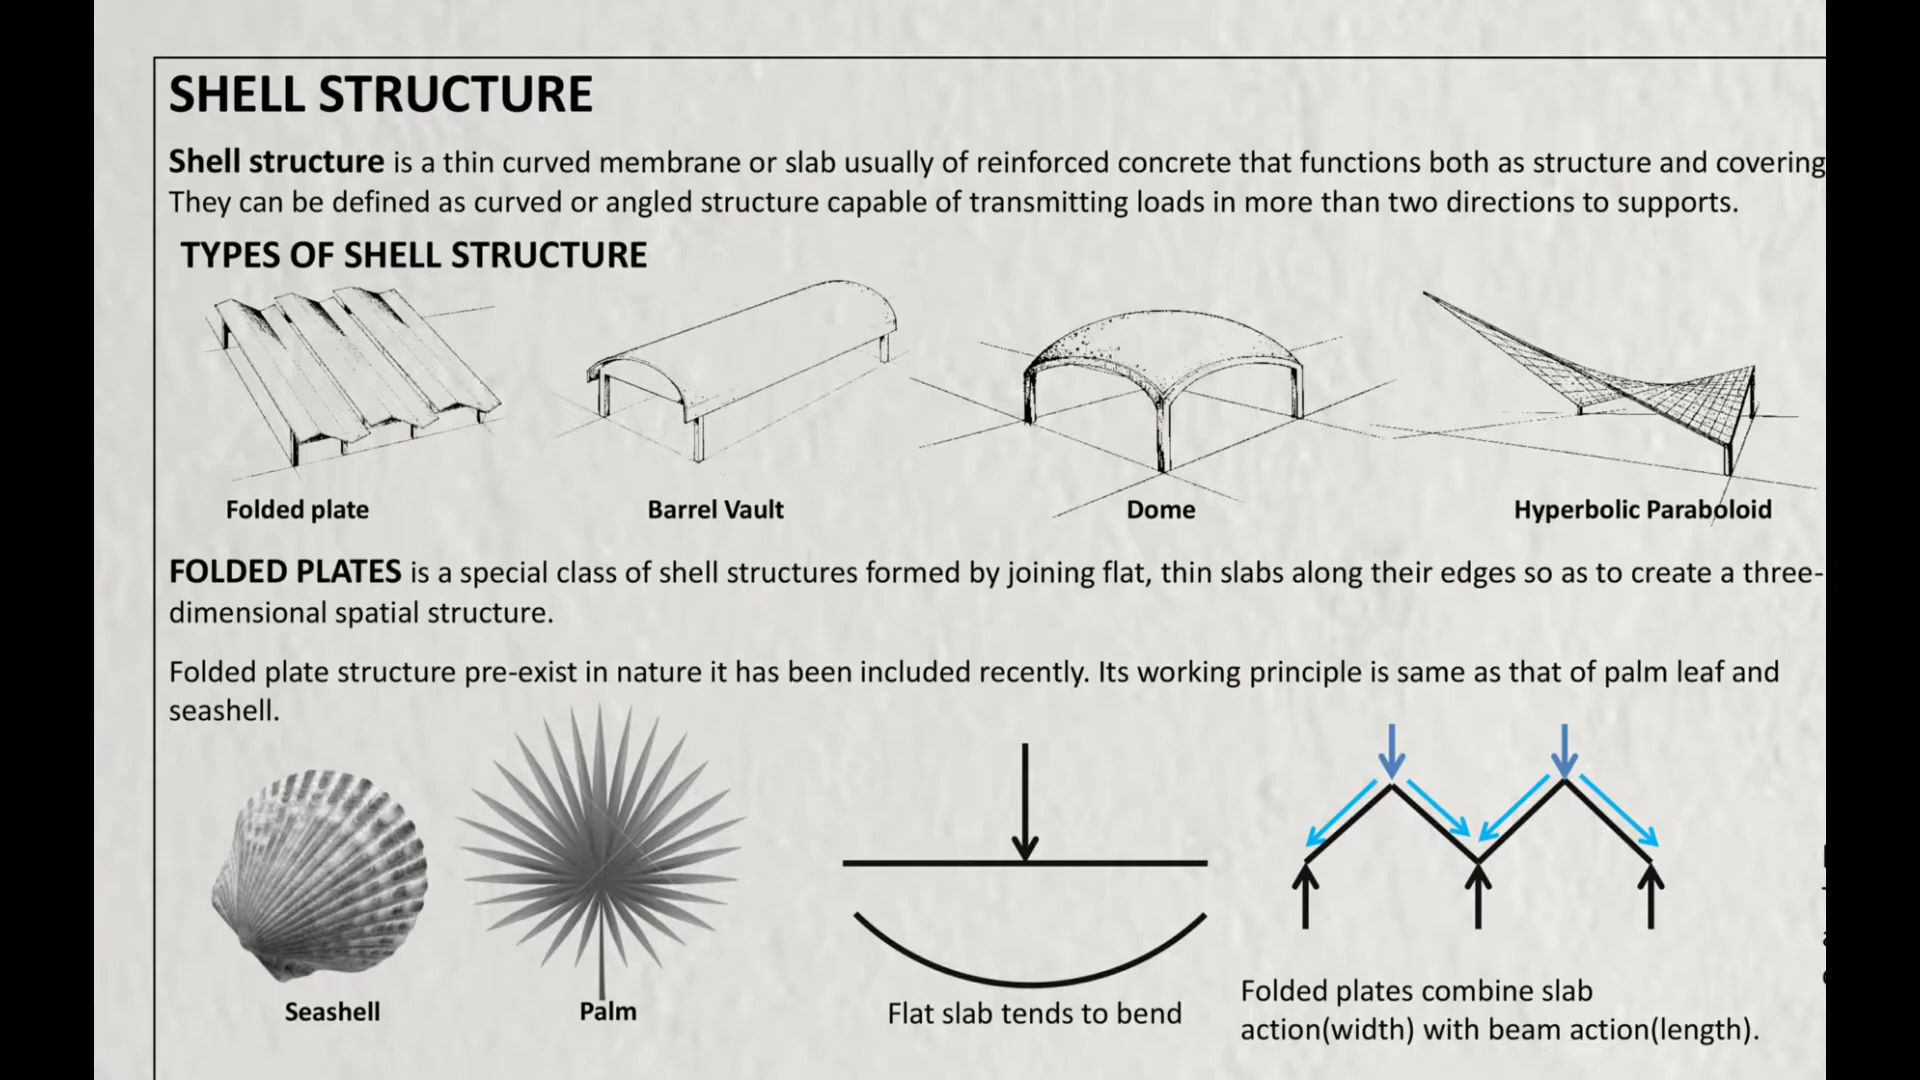 SHELL STRUCTURE
Shell structure is a thin curved membrane or slab usually of reinforced concrete that functions both as structure and covering
They can be defined as curved or angled structure capable of transmitting loads in more than two directions to supports.
TYPES OF SHELL STRUCTURE
Folded plate
Barrel Vault
Dome
Hyperbolic Paraboloid
FOLDED PLATES is a special class of shell structures formed by joining flat, thin slabs along their edges so as to create a three-
dimensional spatial structure.
Folded plate structure pre-exist in nature it has been included recently. Its working principle is same as that of palm leaf and
seashell.
Seashell
Palm
Flat slab tends to bend
Folded plates combine slab
action(width) with beam action(length).